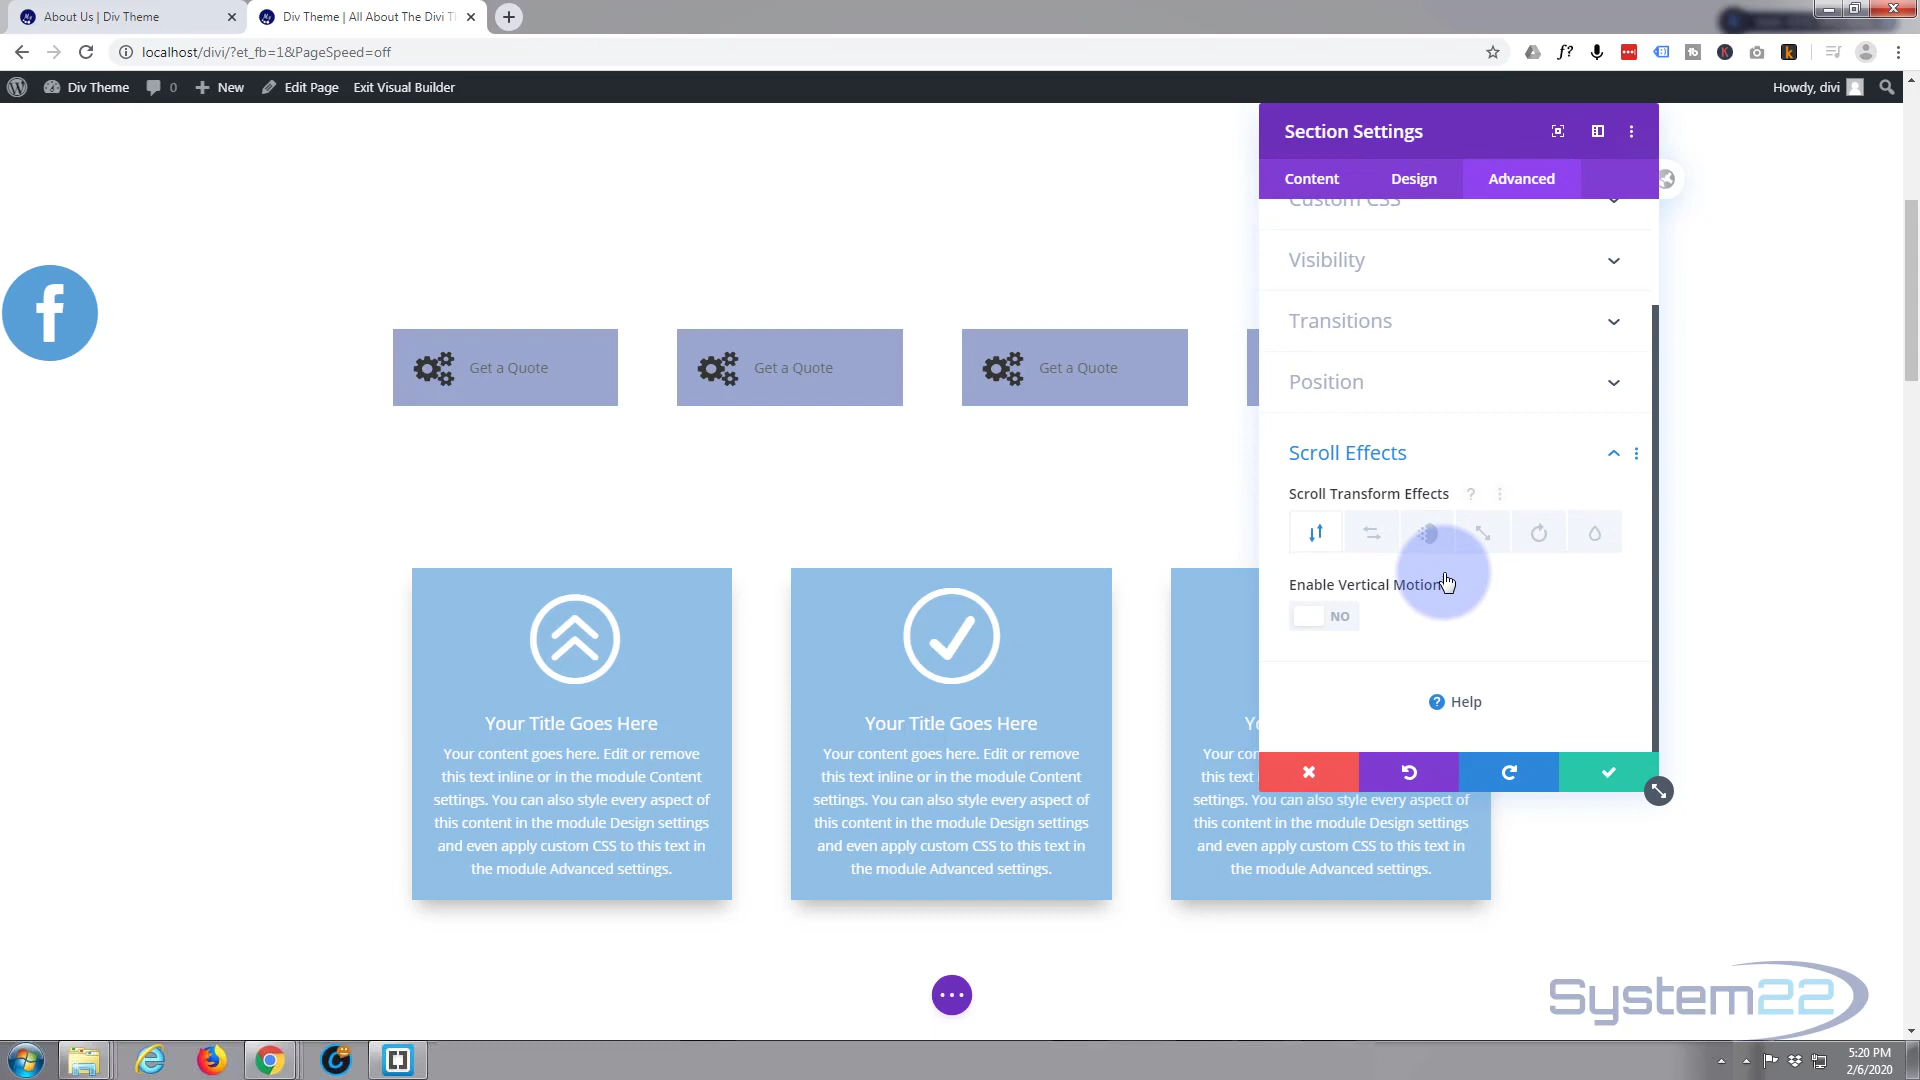 About Us | Div Theme
Div Theme | All About The Divi Th
localhost/divi/?et_fb=1&PageSpeed=off
Div Theme
0
New
Edit Page
Exit Visual Builder
Howdy, divi
Section Settings
Content
Design
Advanced
Custom CSS
Visibility
Transitions
Position
Scroll Effects
Scroll Transform Effects
Enable Vertical Motion
NO
Help
Get a Quote
Get a Quote
Get a Quote
Your Title Goes Here
Your content goes here. Edit or remove
this text inline or in the module Content
settings. You can also style every aspect of
this content in the module Design settings
and even apply custom CSS to this text in
the module Advanced settings.
Your Title Goes Here
Your content goes here. Edit or remove
this text inline or in the module Content
settings. You can also style every aspect of
this content in the module Design settings
and even apply custom CSS to this text in
the module Advanced settings.
Yo
Your con
this text
settings. You can also style every aspect of
this content in the module Design settings
and even apply custom CSS to this text in
the module Advanced settings.
System22
5:20 PM
2/6/2020